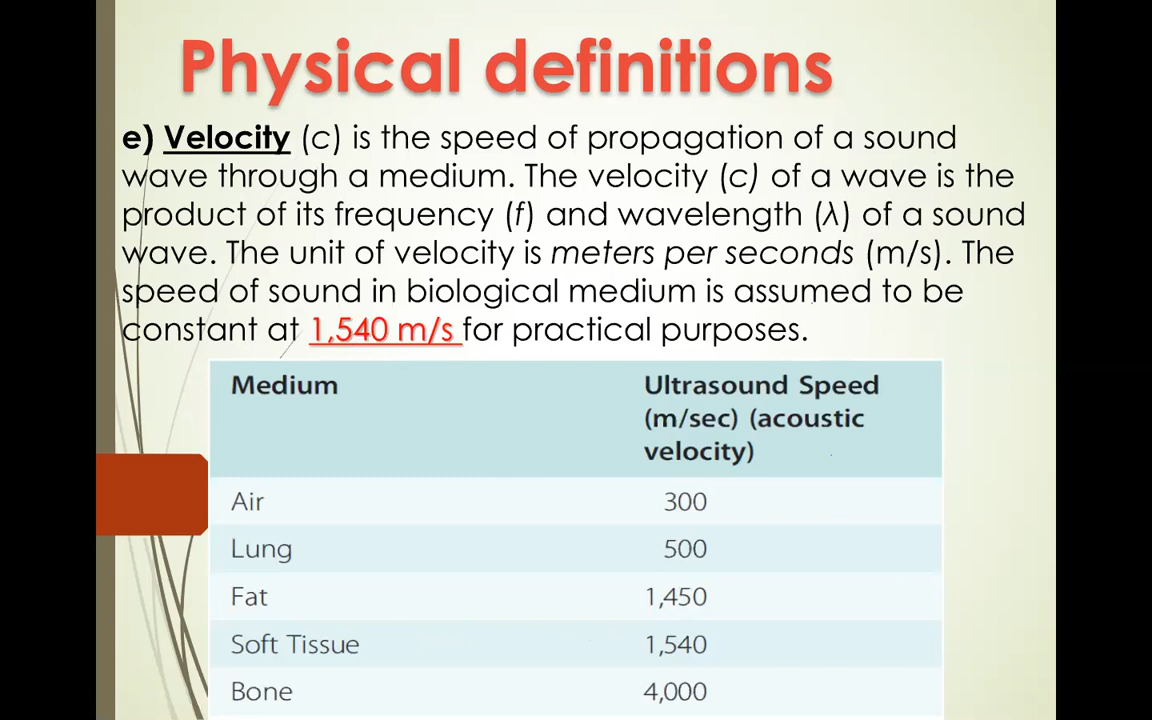 Physical definitions
e) Velocity (c) is the speed of propagation of a sound
wave through a medium. The velocity (c) of a wave is the
product of its frequency (f) and wavelength (λ) of a sound
wave. The unit of velocity is meters per seconds (m/s). The
speed of sound in biological medium is assumed to be
constant at 1,540 m/s for practical purposes.
Medium Ultrasound Speed
(m/sec) (acoustic
velocity)
Air 300
Lung 500
Fat 1,450
Soft Tissue 1,540
Bone 4,000